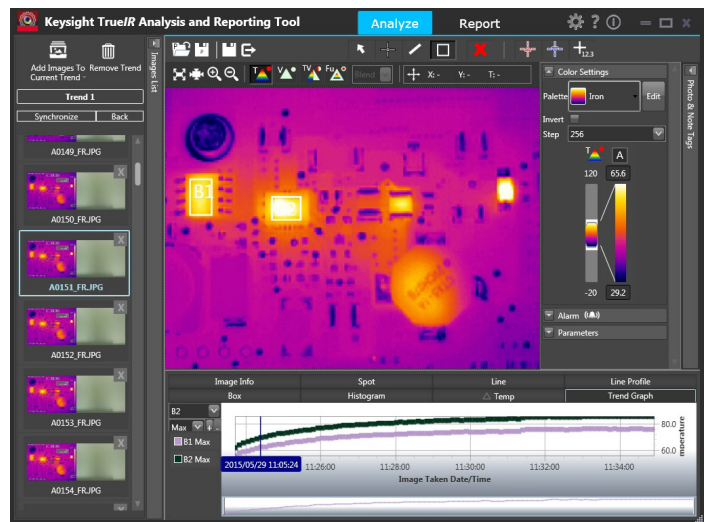 Keysight TrueIR Analysis and Reporting Tool
Analyze
Report
Add Images To
Current Trend
Remove Trend
Trend 1
Synchronize
Back
A0149_FR.JPG
A0150_FR.JPG
A0151_FR.JPG
A0152_FR.JPG
A0153_FR.JPG
A0154_FR.JPG
Images List
T
V
TV
Fu
Blend
X: -
Y: -
T: -
12.3
B1
Color Settings
Palette
Iron
Edit
Invert
Step
256
T
A
120
65.6
-20
29.2
Alarm
Parameters
Photo & Note Tags
Image Info
Spot
Line
Line Profile
Box
Histogram
Temp
Trend Graph
B2
Max
B1 Max
B2 Max
2015/05/29 11:05:24
11:26:00
11:28:00
11:30:00
11:32:00
11:34:00
Image Taken Date/Time
80.0
60.0